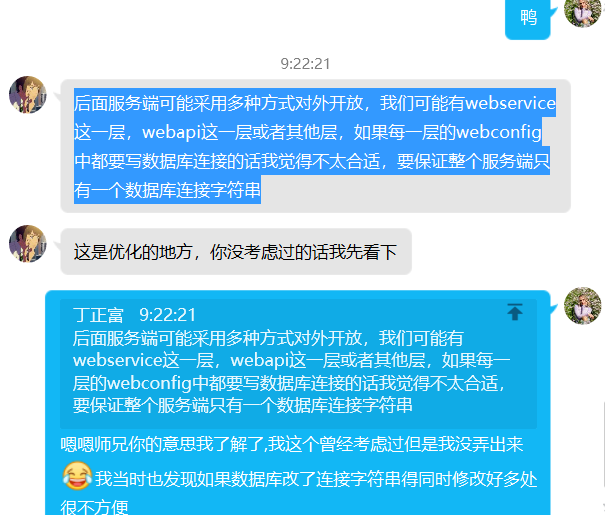 鸭
9:22:21
后面服务端可能采用多种方式对外开放，我们可能有webservice
这一层，webapi这一层或者其他层，如果每一层的webconfig
中都要写数据库连接的话我觉得不太合适，要保证整个服务端只
有一个数据库连接字符串
这是优化的地方，你没考虑过的话我先看下
丁正富 9:22:21
后面服务端可能采用多种方式对外开放，我们可能有
webservice这一层，webapi这一层或者其他层，如果每一
层的webconfig中都要写数据库连接的话我觉得不太合适，
要保证整个服务端只有一个数据库连接字符串
嗯嗯师兄你的意思我了解了,我这个曾经考虑过但是我没弄出来
😂我当时也发现如果数据库改了连接字符串得同时修改好多处
很不方便